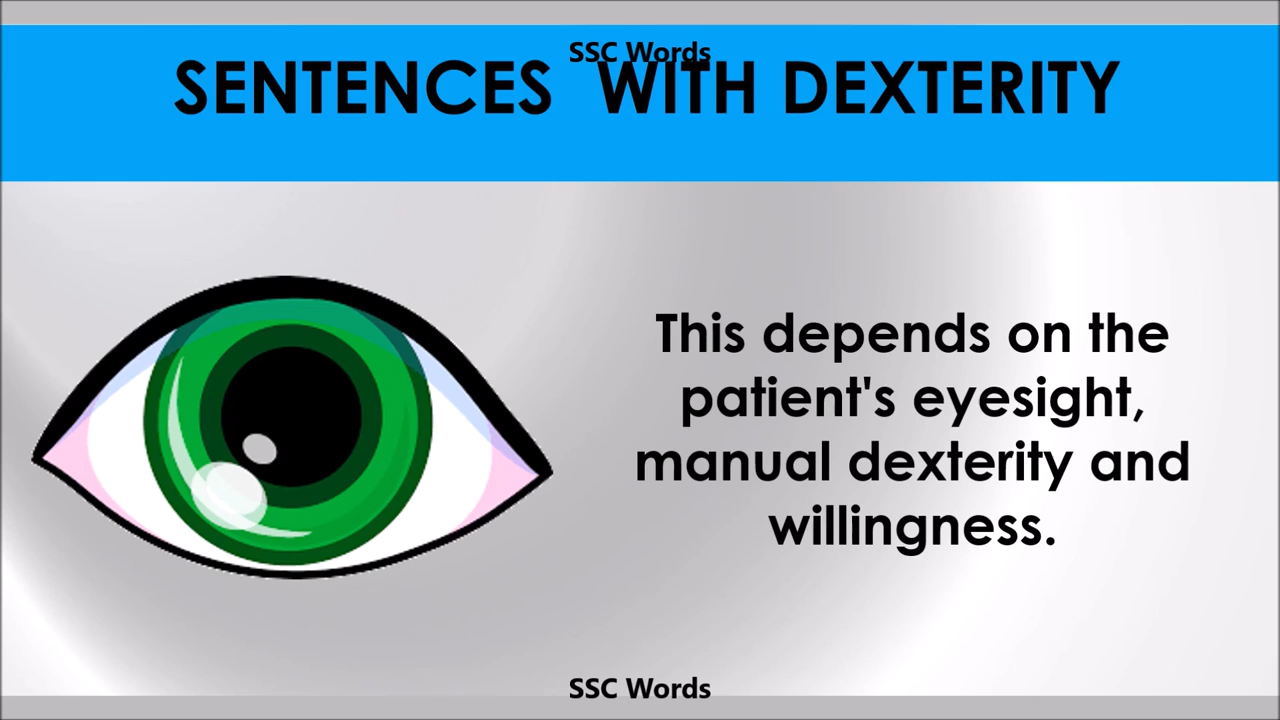 SSC Words
SENTENCES WITH DEXTERITY
This depends on the
patient's eyesight,
manual dexterity and
willingness.
SSC Words